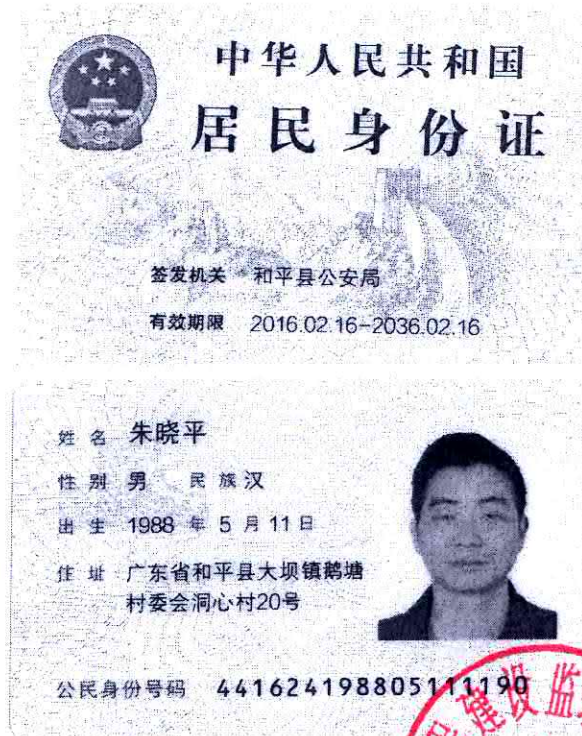 中华人民共和国
居民身份证
签发机关 和平县公安局
有效期限 2016.02.16-2036.02.16
姓名 朱晓平
性别 男 民族 汉
出生 1988 年 5 月 11 日
住址 广东省和平县大坝镇鹅塘
村委会洞心村20号
公民身份号码 441624198805111190
建设监